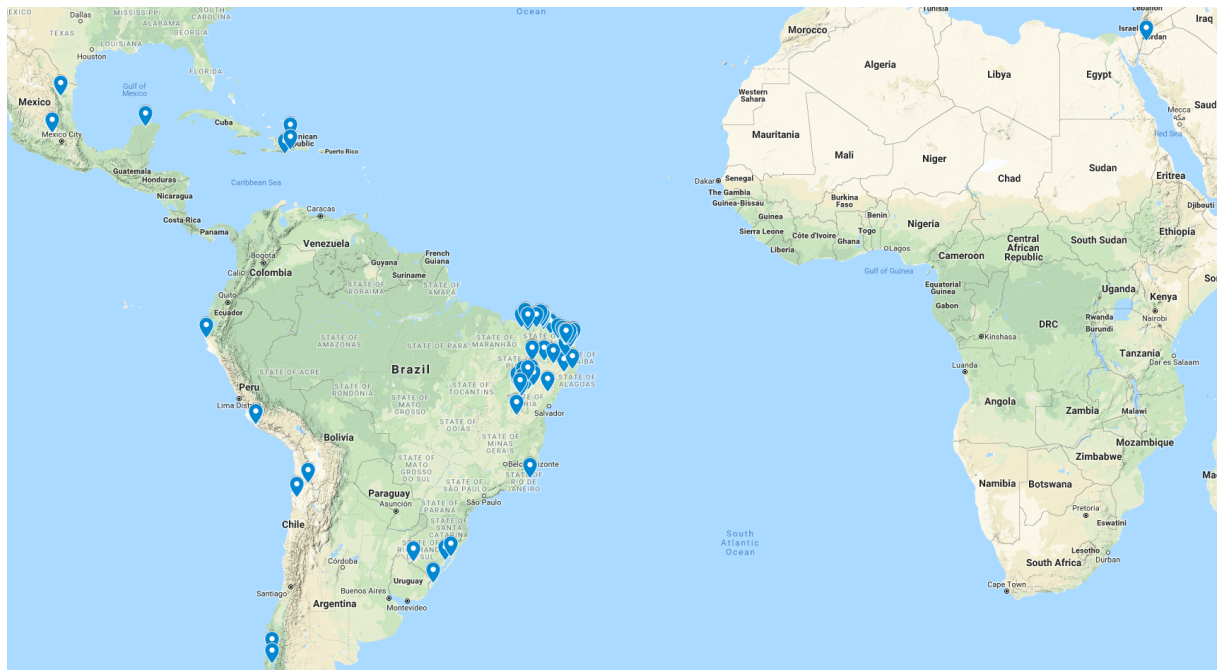 EXICO
Dallas
MISSISSIPPI
SOUTH
CAROLINA
Ocean
Tunisia
Lebanon
Iraq
TEXAS
ALABAMA
GEORGIA
LOUISIANA
Houston
Morocco
Israel
Jordan
FLORIDA
Algeria
Libya
Egypt
Gulf of
Mexico
Mexico
Western
Sahara
Saudi
Mecca
مكة
Cuba
Mexico City
Puerto Rico
Mauritania
Red Sea
Mali
Niger
Chad
Sudan
Eritrea
Guatemala
Honduras
Caribbean Sea
Nicaragua
Dakar
Senegal
The Gambia
Guinea-Bissau
Burkina
Faso
Djibouti
Costa Rica
Panama
Caracas
Guinea
Sierra Leone
Liberia
Côte d'Ivoire
Ghana
Togo
Benin
Nigeria
Lagos
Central
African
Republic
South Sudan
Ethiopia
Cameroon
Venezuela
Guyana
Suriname
French
Guiana
Bogota
Cali
Colombia
STATE OF
RORAIMA
STATE OF
AMAPÁ
Gulf of Guinea
Equatorial
Guinea
Gabon
Uganda
Kenya
Nairobi
Quito
Ecuador
DRC
Rwanda
Burundi
Kinshasa
STATE OF
AMAZONAS
STATE OF PARÁ
STATE OF
MARANHÃO
Tanzania
Dar es Salaam
Luanda
Brazil
STATE OF ACRE
STATE OF
RONDÔNIA
STATE OF
TOCANTINS
STATE OF
ALAGOAS
Peru
Lima
STATE OF
MATO
GROSSO
Salvador
Angola
Zambia
Malawi
Mozambique
STATE OF
GOIÁS
Bolivia
STATE OF
MINAS
GERAIS
Zimbabwe
STATE OF
MATO
GROSSO
DO SUL
STATE OF
SÃO PAULO
STATE OF
RIO DE
JANEIRO
Namibia
Botswana
Paraguay
Asunción
São Paulo
STATE OF
PARANÁ
STATE OF
SANTA
CATARINA
Pretoria
Eswatini
Chile
South
Atlantic
Ocean
Lesotho
Durban
South Africa
Córdoba
Uruguay
Santiago
Buenos Aires
Montevideo
Argentina
Cape Town